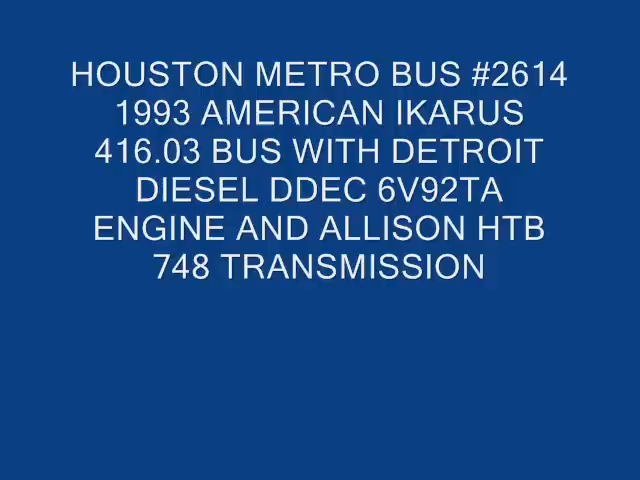 HOUSTON METRO BUS #2614
1993 AMERICAN IKARUS
416.03 BUS WITH DETROIT
DIESEL DDEC 6V92TA
ENGINE AND ALLISON HTB
748 TRANSMISSION